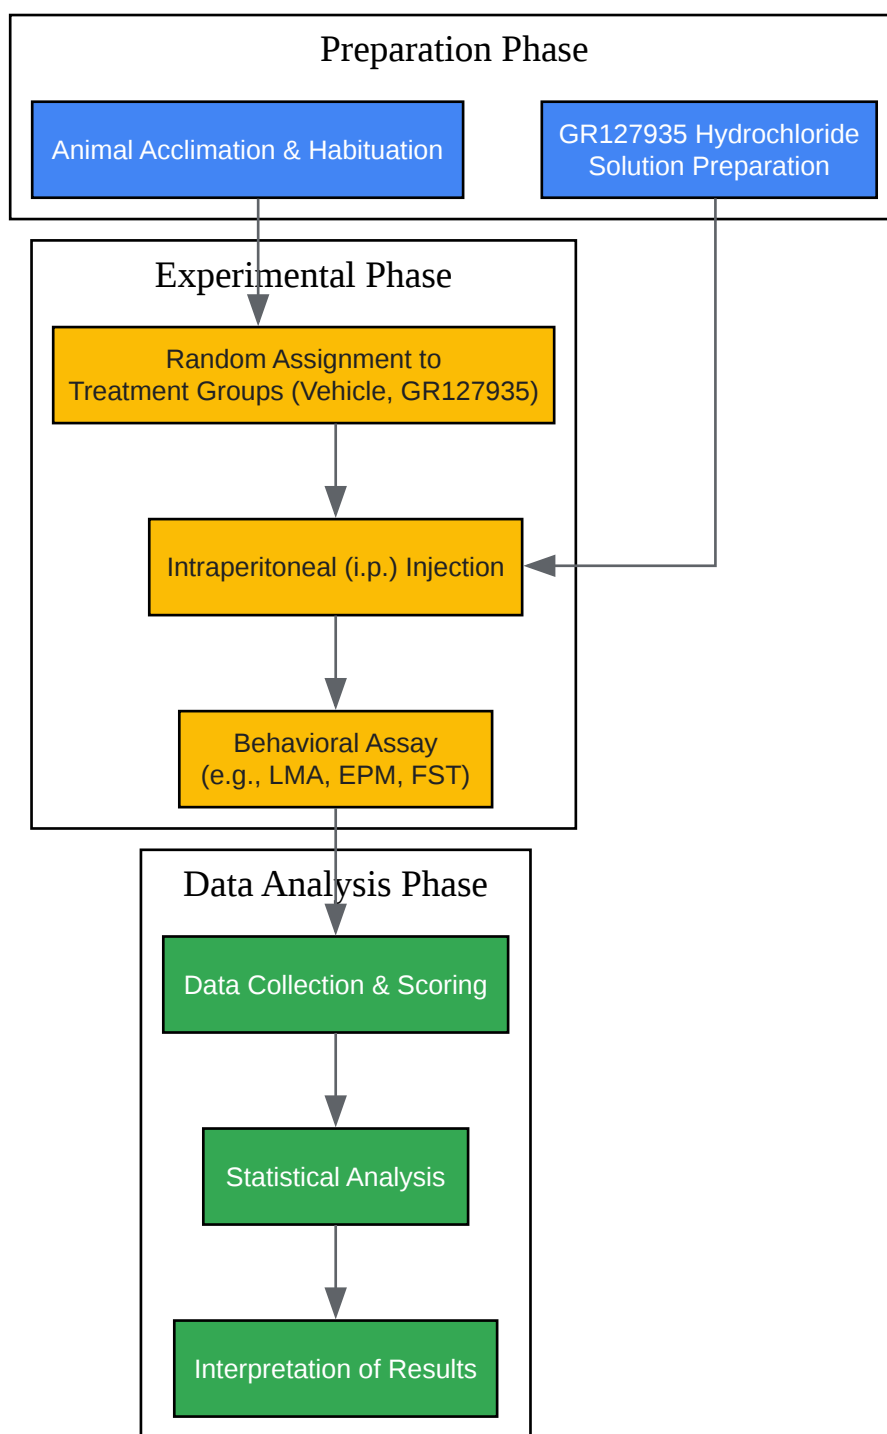 Preparation Phase
Animal Acclimation & Habituation
GR127935 Hydrochloride
Solution Preparation
Experimental Phase
Random Assignment to
Treatment Groups (Vehicle, GR127935)
Intraperitoneal (i.p.) Injection
Behavioral Assay
(e.g., LMA, EPM, FST)
Data Analysis Phase
Data Collection & Scoring
Statistical Analysis
Interpretation of Results